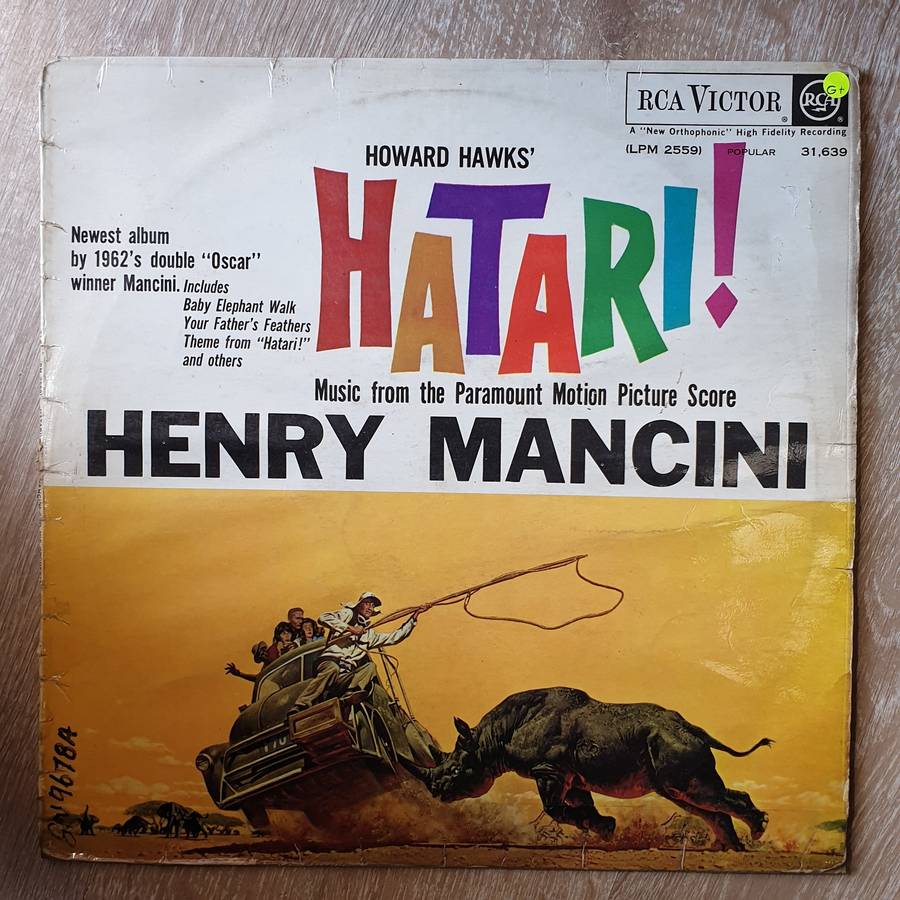 RCA VICTOR
RCA
G+
A "New Orthophonic" High Fidelity Recording
(LPM 2559) POPULAR 31,639
HOWARD HAWKS'
HATARI!
Newest album
by 1962's double "Oscar"
winner Mancini. Includes
Baby Elephant Walk
Your Father's Feathers
Theme from "Hatari!"
and others
Music from the Paramount Motion Picture Score
HENRY MANCINI